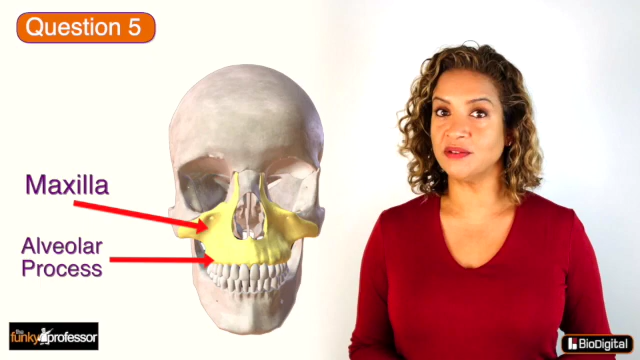 Question 5
Maxilla
Alveolar
Process
the
funky professor
BioDigital